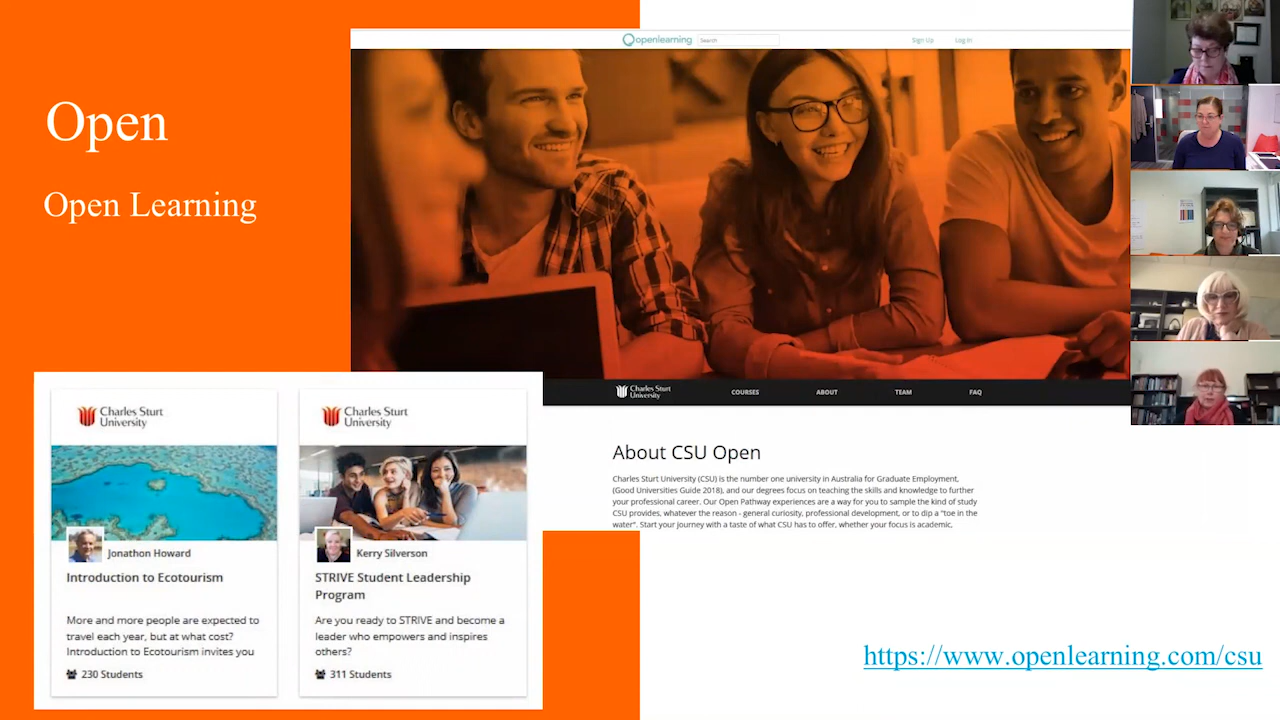 Open
Open Learning
openlearning
Search
Sign Up
Log In
Charles Sturt
University
COURSES
ABOUT
TEAM
FAQ
About CSU Open
Charles Sturt University (CSU) is the number one university in Australia for Graduate Employment,
(Good Universities Guide 2018), and our degrees focus on teaching the skills and knowledge to further
your professional career. Our Open Pathway experiences are a way for you to sample the kind of study
CSU provides, whatever the reason - general curiosity, professional development, or to dip a "toe in the
water". Start your journey with a taste of what CSU has to offer, whether your focus is academic,
Charles Sturt
University
Jonathon Howard
Introduction to Ecotourism
More and more people are expected to
travel each year, but at what cost?
Introduction to Ecotourism invites you
230 Students
Charles Sturt
University
Kerry Silverson
STRIVE Student Leadership
Program
Are you ready to STRIVE and become a
leader who empowers and inspires
others?
311 Students
https://www.openlearning.com/csu